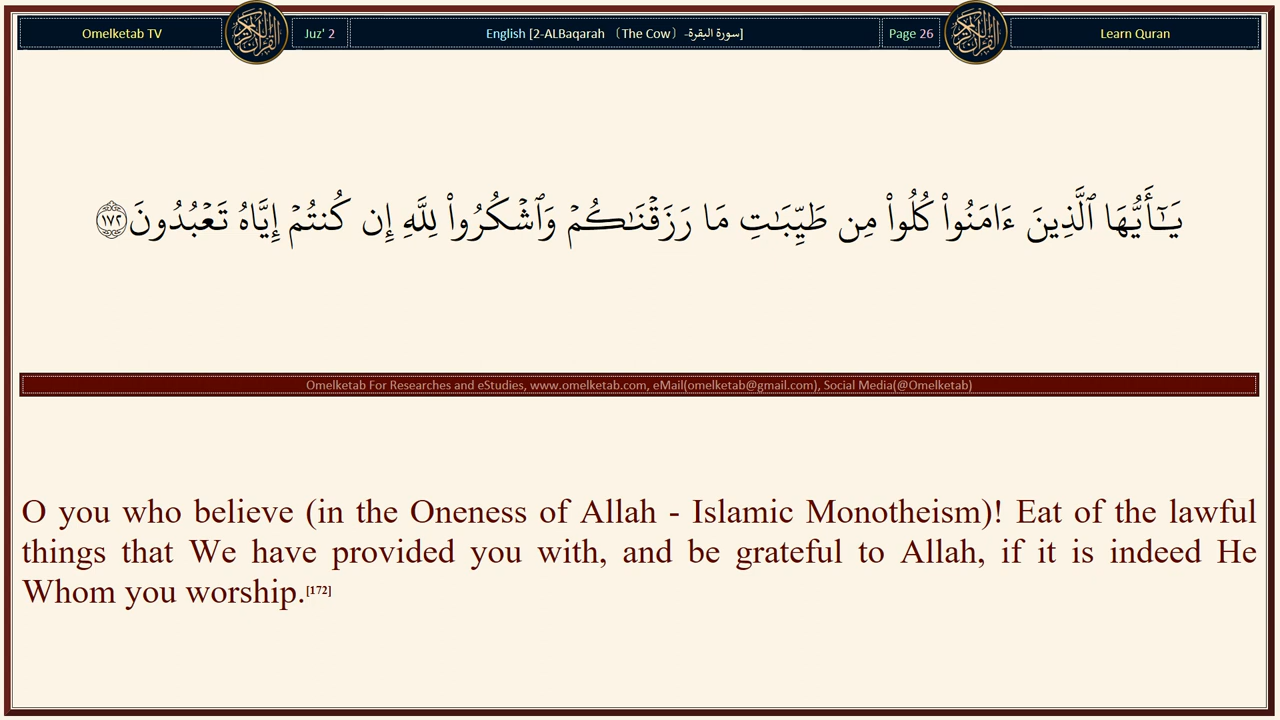 Omelketab TV
Juz' 2
English [2-ALBaqarah （The Cow）-سورة البقرة]
Page 26
Learn Quran
يَـٰٓأَيُّهَا ٱلَّذِينَ ءَامَنُوا۟ كُلُوا۟ مِن طَيِّبَـٰتِ مَا رَزَقْنَـٰكُمْ وَٱشْكُرُوا۟ لِلَّهِ إِن كُنتُمْ إِيَّاهُ تَعْبُدُونَ ١٧٢
Omelketab For Researches and eStudies, www.omelketab.com, eMail(omelketab@gmail.com), Social Media(@Omelketab)
O you who believe (in the Oneness of Allah - Islamic Monotheism)! Eat of the lawful
things that We have provided you with, and be grateful to Allah, if it is indeed He
Whom you worship.[172]